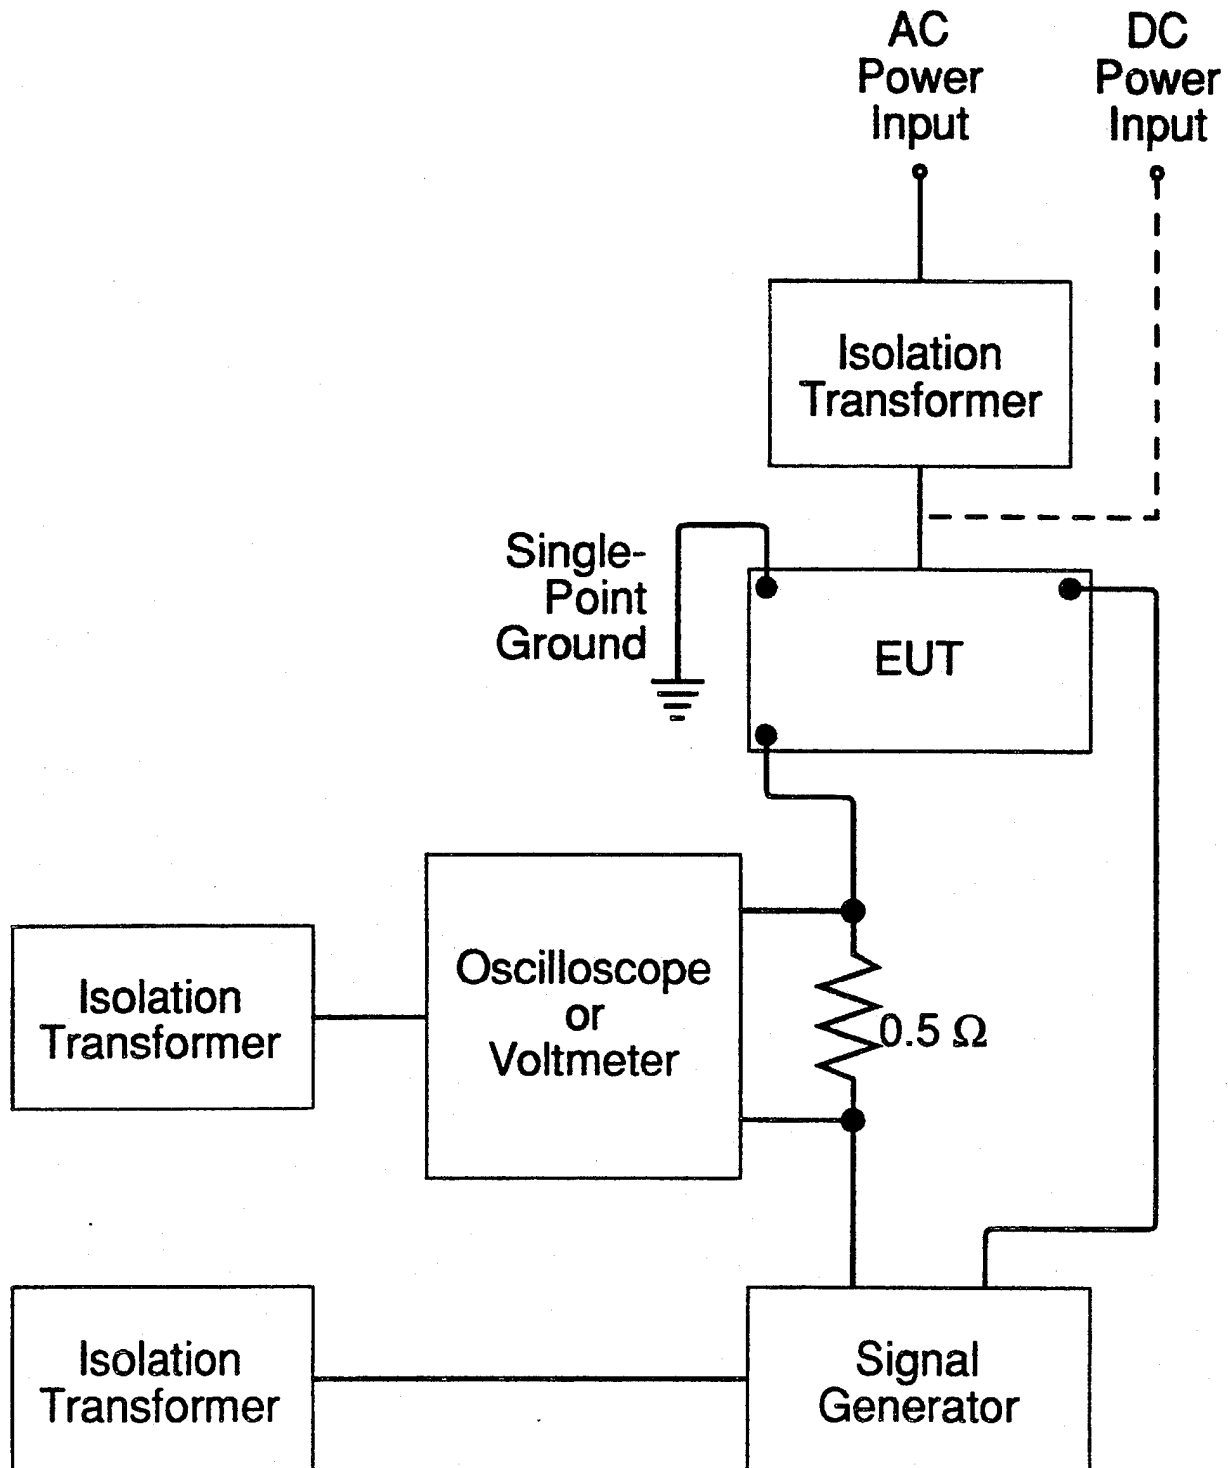 AC
Power
Input
DC
Power
Input
Isolation
Transformer
Single-
Point
Ground
EUT
Oscilloscope
or
Voltmeter
Isolation
Transformer
0.5 Ω
Isolation
Transformer
Signal
Generator